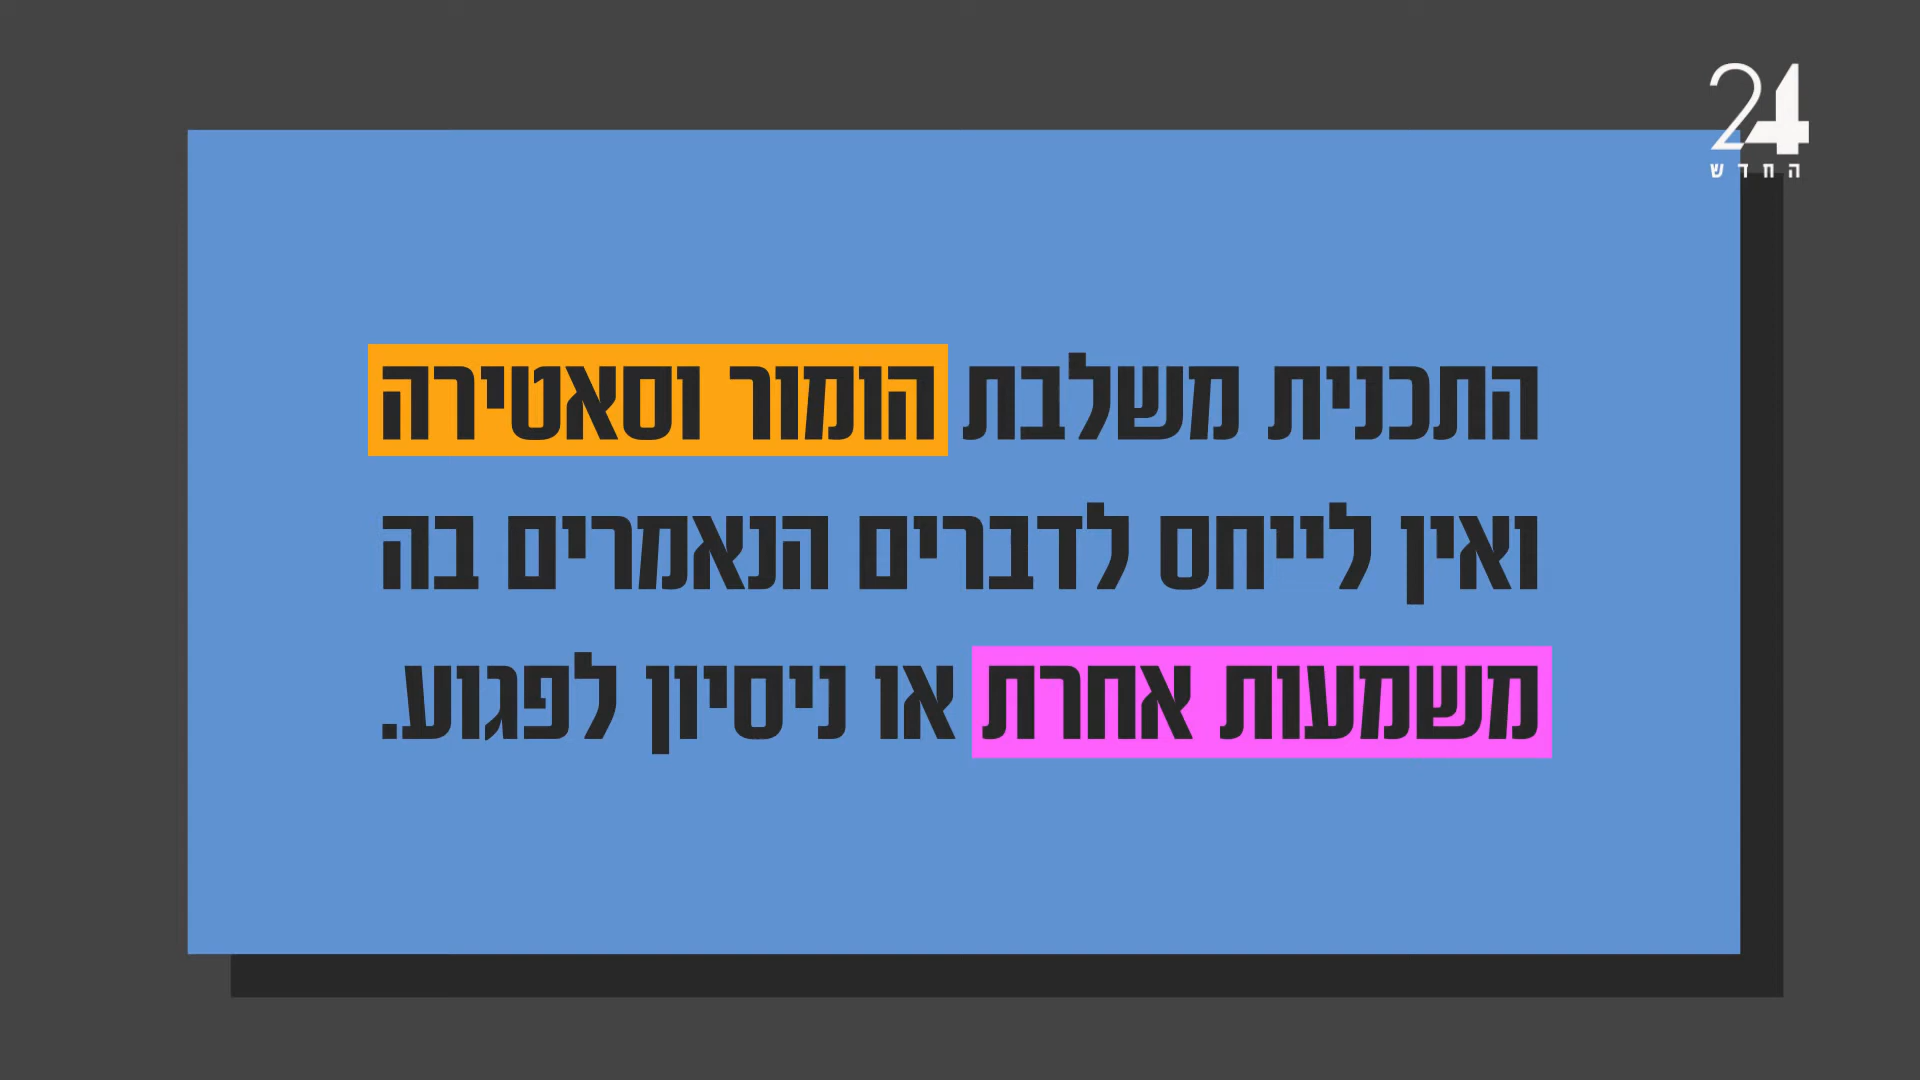 24
החדש
התכנית משלבת הומור וסאטירה
ואין לייחס לדברים הנאמרים בה
משמעות אחרת או ניסיון לפגוע.